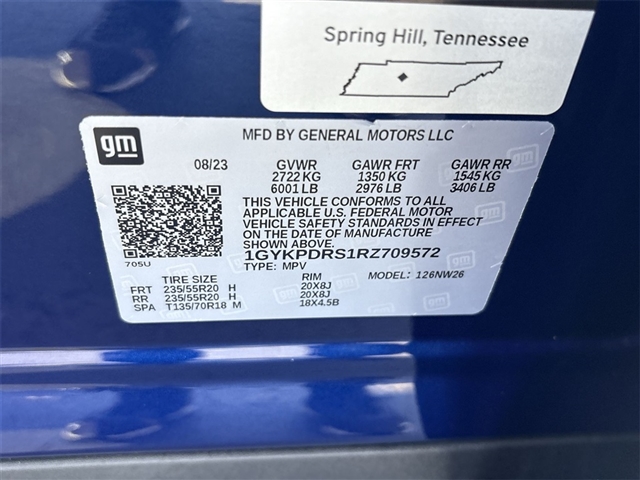 Spring Hill, Tennessee
gm
MFD BY GENERAL MOTORS LLC
08/23 GVWR GAWR FRT GAWR RR
2722 KG 1350 KG 1545 KG
6001 LB 2976 LB 3406 LB
THIS VEHICLE CONFORMS TO ALL
APPLICABLE U.S. FEDERAL MOTOR
VEHICLE SAFETY STANDARDS IN EFFECT
ON THE DATE OF MANUFACTURE
SHOWN ABOVE.
1GYKPDRS1RZ709572
705U
TYPE: MPV MODEL: 126NW26
TIRE SIZE RIM
FRT 235/55R20 H 20X8J
RR 235/55R20 H 20X8J
SPA T135/70R18 M 18X4.5B